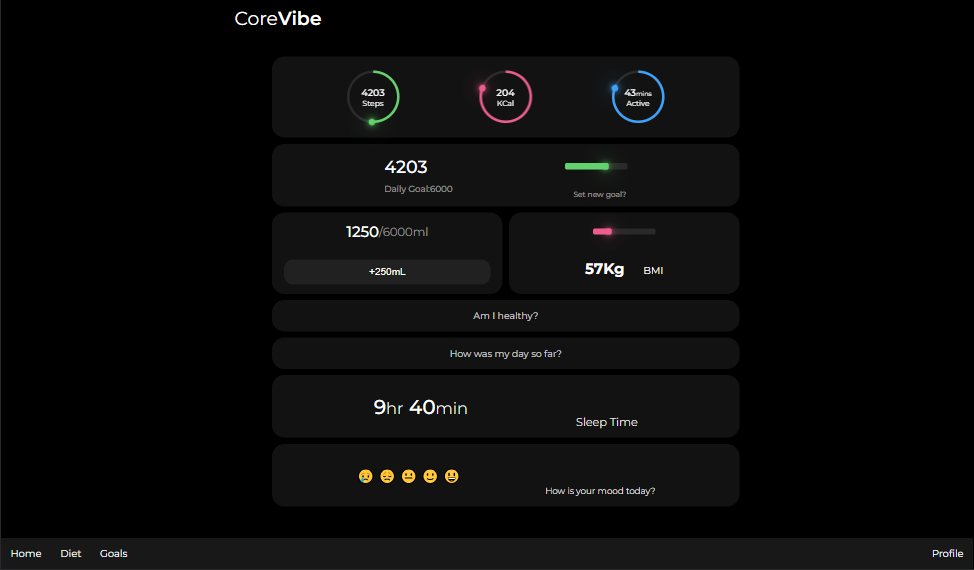 CoreVibe
4203
Steps
204
KCal
43mins
Active
4203
Daily Goal:6000
Set new goal?
1250/6000ml
+250mL
57Kg BMI
Am I healthy?
How was my day so far?
9hr 40min
Sleep Time
How is your mood today?
Home Diet Goals Profile